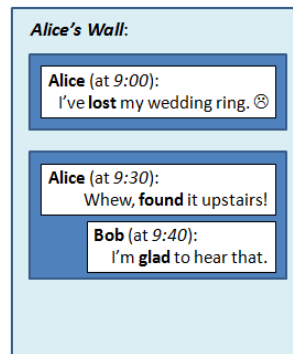 Alice's Wall:
Alice (at 9:00):
I've lost my wedding ring. ☹
Alice (at 9:30):
Whew, found it upstairs!
Bob (at 9:40):
I'm glad to hear that.